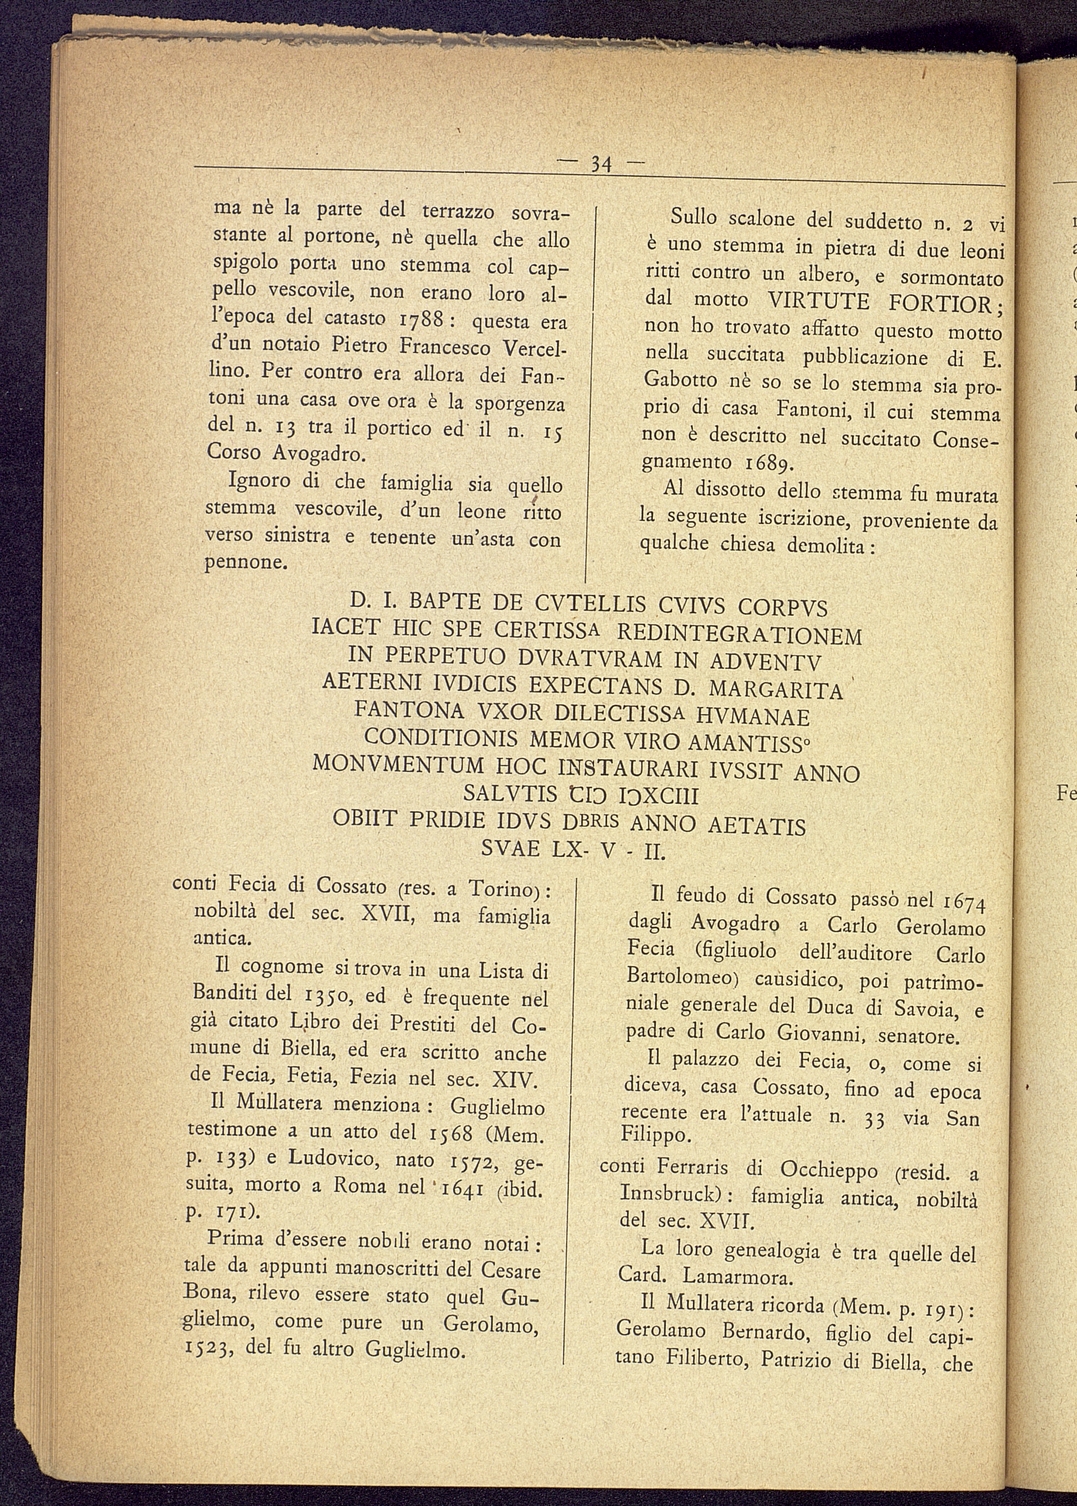 — 34 —
ma nè la parte del terrazzo sovra-
stante al portone, nè quella che allo
spigolo porta uno stemma col cap-
pello vescovile, non erano loro al-
l'epoca del catasto 1788 : questa era
d'un notaio Pietro Francesco Vercel-
lino. Per contro era allora dei Fan-
toni una casa ove ora è la sporgenza
del n. 13 tra il portico ed il n. 15
Corso Avogadro.
Ignoro di che famiglia sia quello
stemma vescovile, d'un leone ritto
verso sinistra e tenente un'asta con
pennone.
Sullo scalone del suddetto n. 2 vi
è uno stemma in pietra di due leoni
ritti contro un albero, e sormontato
dal motto VIRTUTE FORTIOR ;
non ho trovato affatto questo motto
nella succitata pubblicazione di E.
Gabotto nè so se lo stemma sia pro-
prio di casa Fantoni, il cui stemma
non è descritto nel succitato Conse-
gnamento 1689.
Al dissotto dello stemma fu murata
la seguente iscrizione, proveniente da
qualche chiesa demolita :
D. I. BAPTE DE CVTELLIS CVIVS CORPVS
IACET HIC SPE CERTISSA REDINTEGRATIONEM
IN PERPETUO DVRATVRAM IN ADVENTV
AETERNI IVDICIS EXPECTANS D. MARGARITA
FANTONA VXOR DILECTISSA HVMANAE
CONDITIONIS MEMOR VIRO AMANTISSº
MONVMENTUM HOC INSTAURARI IVSSIT ANNO
SALVTIS CIↃ IↃXCIII
OBIIT PRIDIE IDVS DBRIS ANNO AETATIS
SVAE LX- V - II.
conti Fecia di Cossato (res. a Torino) :
nobiltà del sec. XVII, ma famiglia
antica.
Il cognome si trova in una Lista di
Banditi del 1350, ed è frequente nel
già citato Libro dei Prestiti del Co-
mune di Biella, ed era scritto anche
de Fecia, Fetia, Fezia nel sec. XIV.
Il Mullatera menziona : Guglielmo
testimone a un atto del 1568 (Mem.
p. 133) e Ludovico, nato 1572, ge-
suita, morto a Roma nel 1641 (ibid.
p. 171).
Prima d'essere nobili erano notai :
tale da appunti manoscritti del Cesare
Bona, rilevo essere stato quel Gu-
glielmo, come pure un Gerolamo,
1523, del fu altro Guglielmo.
Il feudo di Cossato passò nel 1674
dagli Avogadro a Carlo Gerolamo
Fecia (figliuolo dell'auditore Carlo
Bartolomeo) causidico, poi patrimo-
niale generale del Duca di Savoia, e
padre di Carlo Giovanni, senatore.
Il palazzo dei Fecia, o, come si
diceva, casa Cossato, fino ad epoca
recente era l'attuale n. 33 via San
Filippo.
conti Ferraris di Occhieppo (resid. a
Innsbruck) : famiglia antica, nobiltà
del sec. XVII.
La loro genealogia è tra quelle del
Card. Lamarmora.
Il Mullatera ricorda (Mem. p. 191) :
Gerolamo Bernardo, figlio del capi-
tano Filiberto, Patrizio di Biella, che
Fe